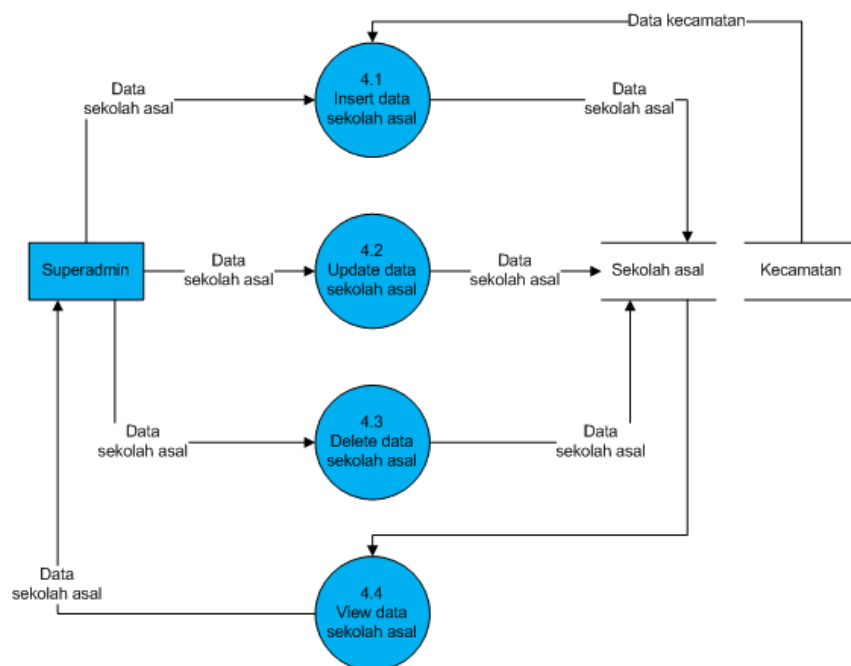 Data kecamatan
4.1
Insert data
sekolah asal
Data
sekolah asal
Data
sekolah asal
Superadmin
Data
sekolah asal
4.2
Update data
sekolah asal
Data
sekolah asal
Sekolah asal
Kecamatan
Data
sekolah asal
4.3
Delete data
sekolah asal
Data
sekolah asal
Data
sekolah asal
4.4
View data
sekolah asal